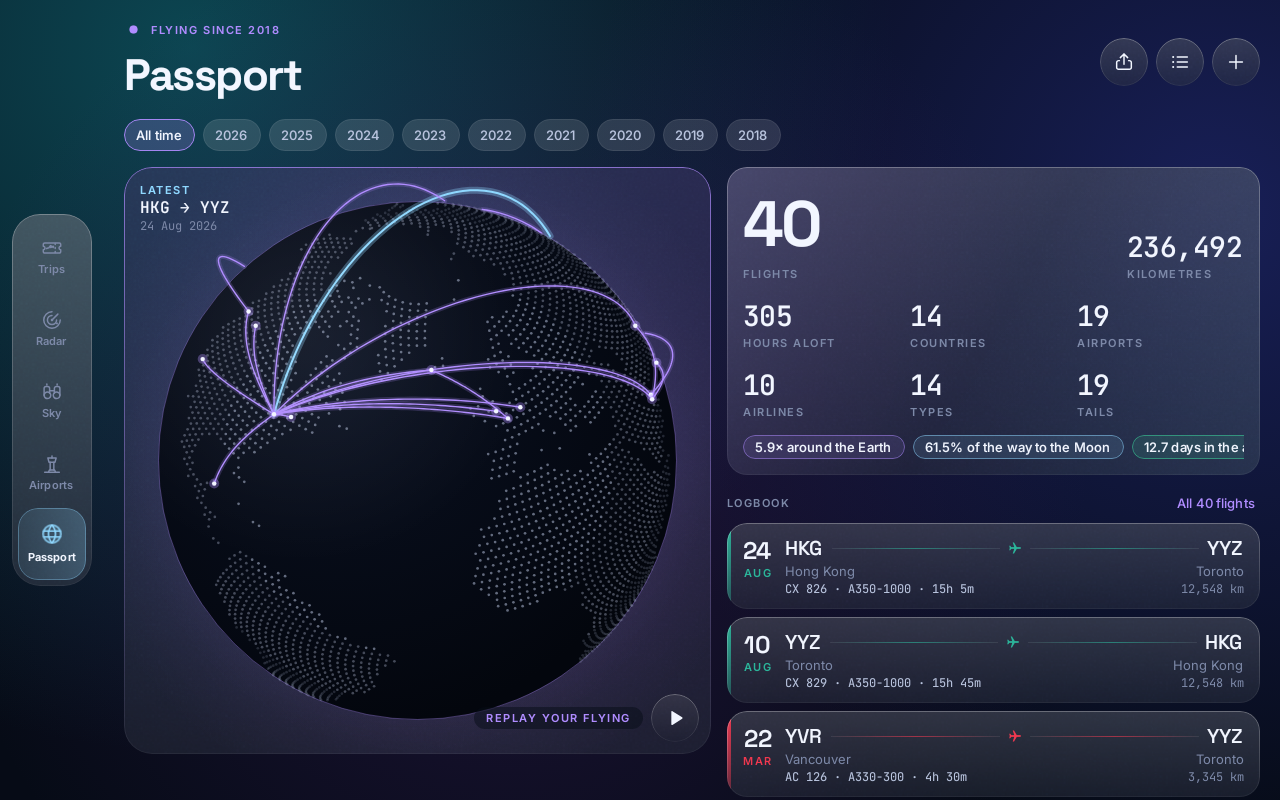 FLYING SINCE 2018
Passport
All time
2026
2025
2024
2023
2022
2021
2020
2019
2018
Trips
Radar
Sky
Airports
Passport
LATEST
HKG → YYZ
24 Aug 2026
REPLAY YOUR FLYING
40
FLIGHTS
236,492
KILOMETRES
305
HOURS ALOFT
14
COUNTRIES
19
AIRPORTS
10
AIRLINES
14
TYPES
19
TAILS
5.9× around the Earth
61.5% of the way to the Moon
12.7 days in the
LOGBOOK
All 40 flights
24 AUG
HKG YYZ
Hong Kong Toronto
CX 826 · A350-1000 · 15h 5m 12,548 km
10 AUG
YYZ HKG
Toronto Hong Kong
CX 829 · A350-1000 · 15h 45m 12,548 km
22 MAR
YVR YYZ
Vancouver Toronto
AC 126 · A330-300 · 4h 30m 3,345 km